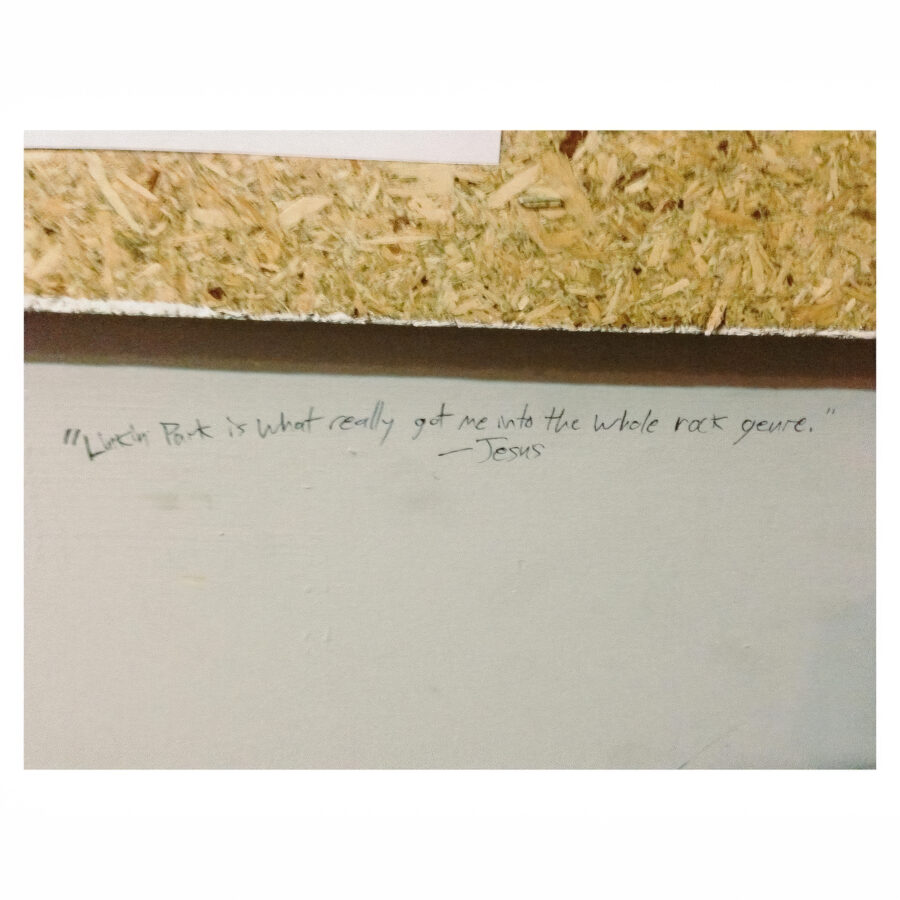 "Linkin Park is what really got me into the whole rock genre."
—Jesus